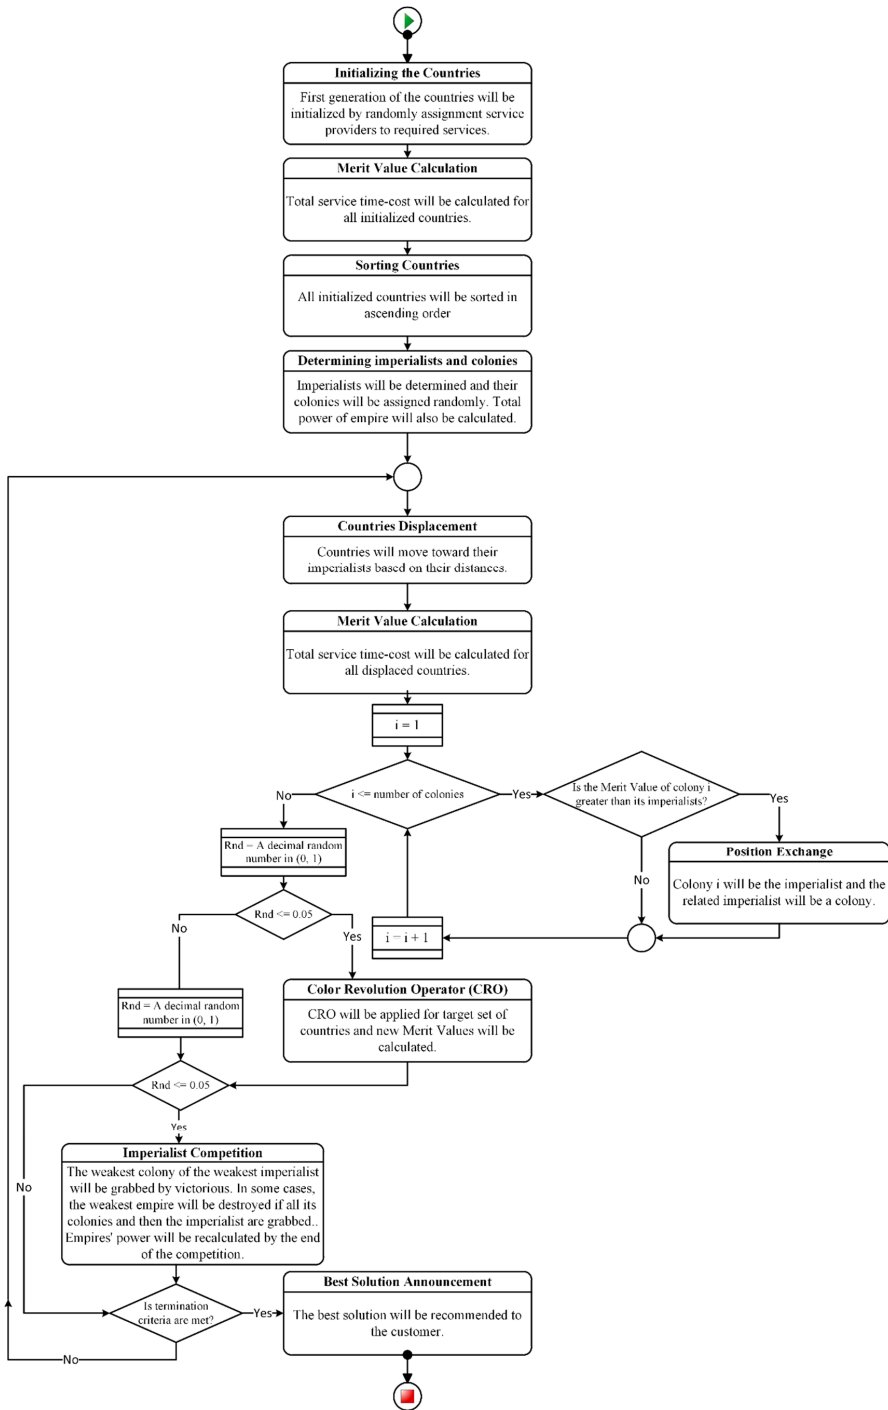 Initializing the Countries
First generation of the countries will be
initialized by randomly assignment service
providers to required services.
Merit Value Calculation
Total service time-cost will be calculated for
all initialized countries.
Sorting Countries
All initialized countries will be sorted in
ascending order
Determining imperialists and colonies
Imperialists will be determined and their
colonies will be assigned randomly. Total
power of empire will also be calculated.
Countries Displacement
Countries will move toward their
imperialists based on their distances.
Merit Value Calculation
Total service time-cost will be calculated for
all displaced countries.
i = 1
i <= number of colonies
No
Yes
Is the Merit Value of colony i
greater than its imperialists?
Yes
No
Position Exchange
Colony i will be the imperialist and the
related imperialist will be a colony.
i = i + 1
Rnd = A decimal random
number in (0, 1)
Rnd <= 0.05
No
Yes
Color Revolution Operator (CRO)
CRO will be applied for target set of
countries and new Merit Values will be
calculated.
Rnd = A decimal random
number in (0, 1)
Rnd <= 0.05
Yes
No
Imperialist Competition
The weakest colony of the weakest imperialist
will be grabbed by victorious. In some cases,
the weakest empire will be destroyed if all its
colonies and then the imperialist are grabbed..
Empires' power will be recalculated by the
end of the competition.
Is termination
criteria are met?
Yes
No
Best Solution Announcement
The best solution will be recommended to
the customer.